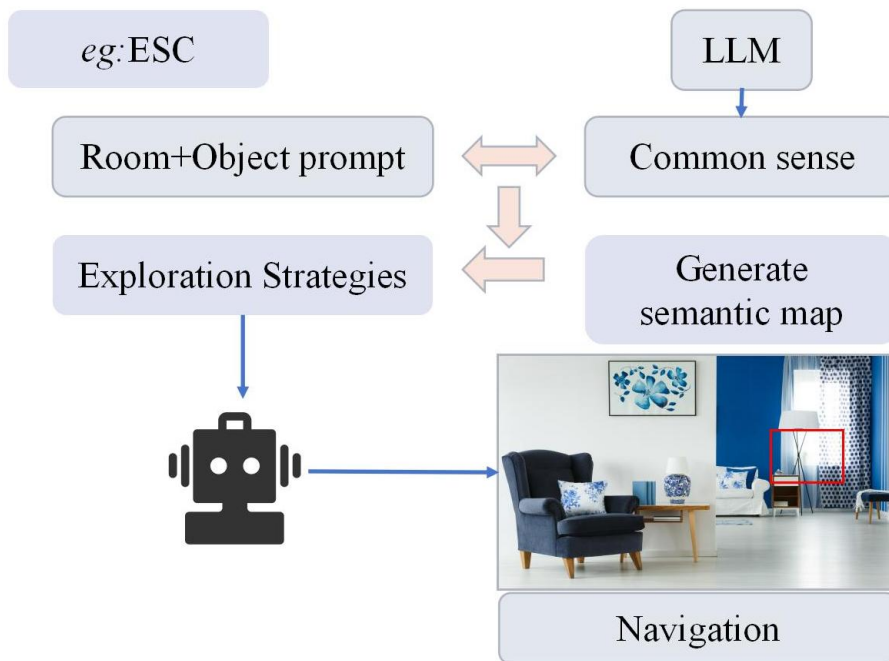 eg:ESC
LLM
Room+Object prompt
Common sense
Exploration Strategies
Generate
semantic map
Navigation